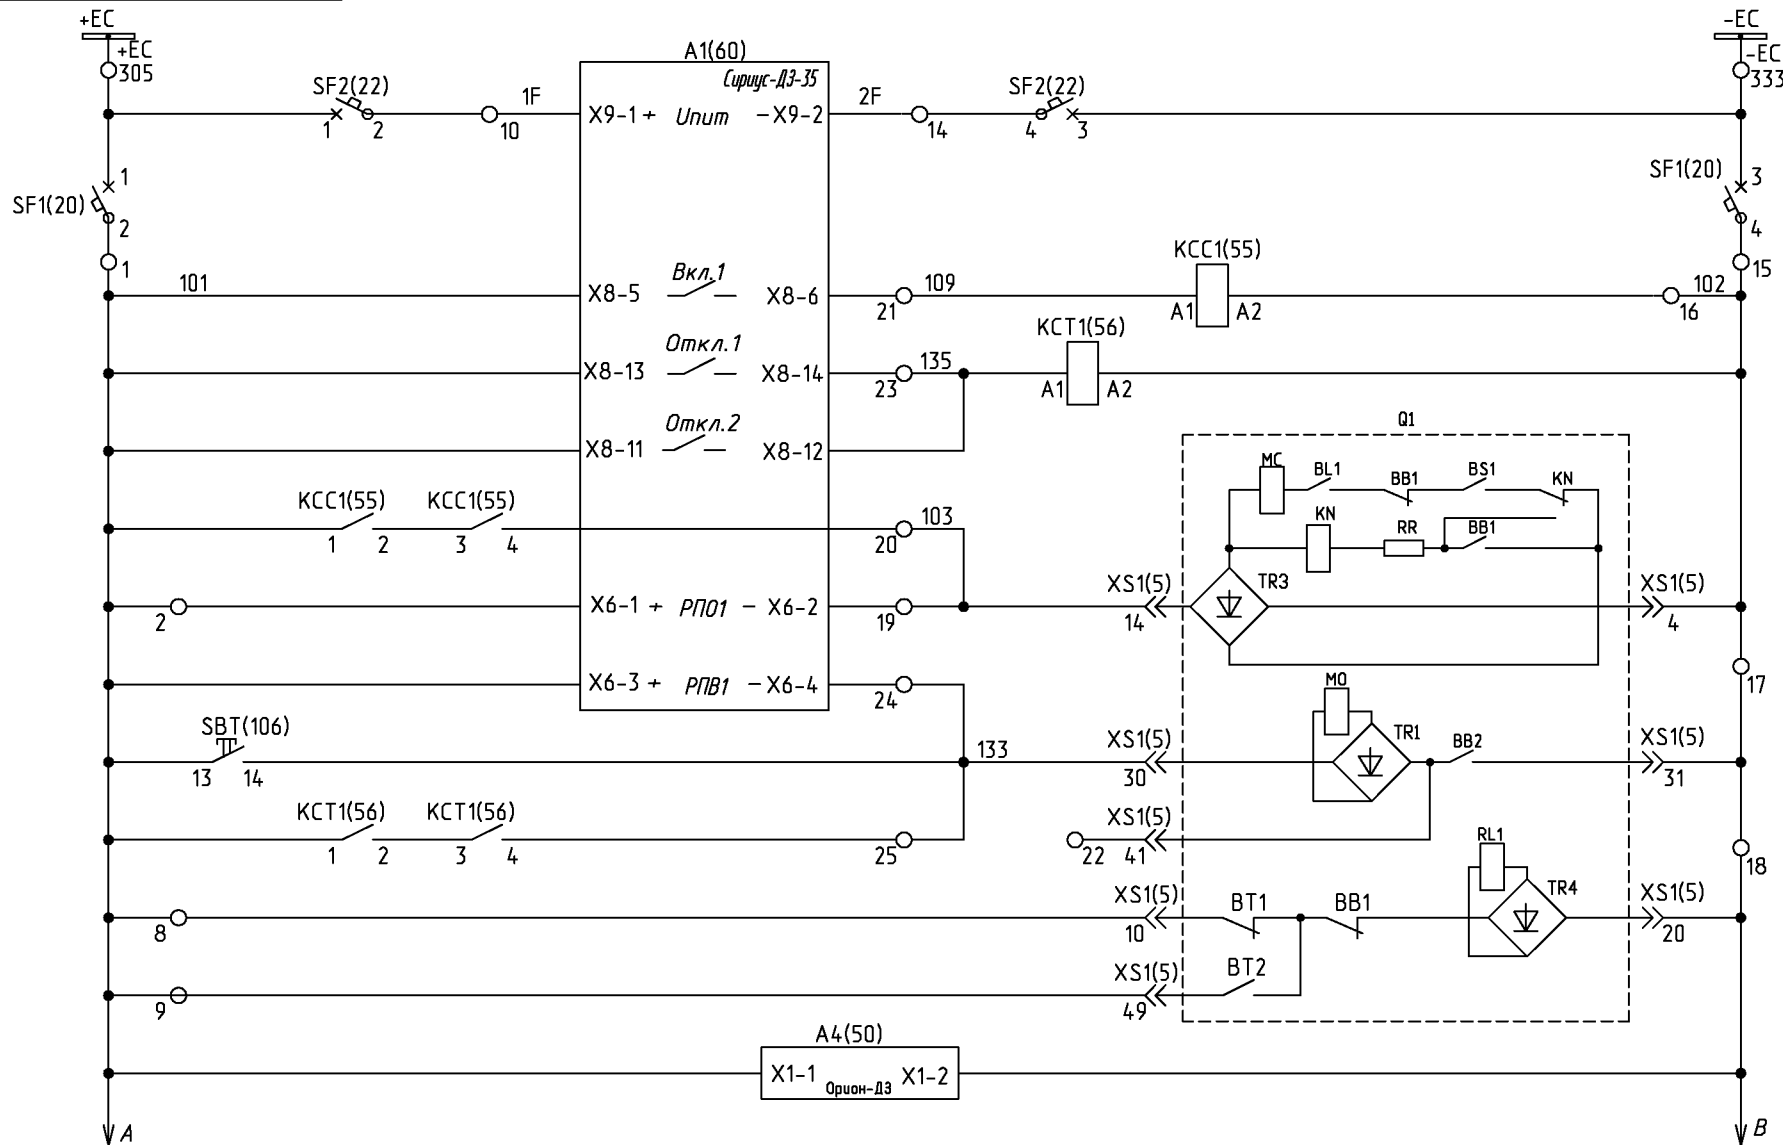 +EC
-EC
+EC
A1(60)
-EC
305
SF2(22)
Сириус-ДЗ-35
SF2(22)
333
1F
2F
X9-1 + Uпит - X9-2
1
2
10
14
4
3
1
SF1(20)
3
SF1(20)
2
4
KCC1(55)
1
15
101
Вкл.1
109
102
X8-5
X8-6
21
A1
A2
16
KCT1(56)
Откл.1
135
X8-13
X8-14
23
A1
A2
Откл.2
Q1
X8-11
X8-12
MC
BL1
BB1
BS1
KN
KCC1(55)
KCC1(55)
103
KN
RR
BB1
1
2
3
4
20
XS1(5)
TR3
XS1(5)
2
X6-1 + РПО1 - X6-2
19
14
4
X6-3 + РПВ1 - X6-4
24
MO
17
SBT(106)
TR1
133
XS1(5)
BB2
XS1(5)
13
14
30
31
KCT1(56)
KCT1(56)
XS1(5)
1
2
3
4
25
22
41
RL1
18
XS1(5)
BT1
BB1
TR4
XS1(5)
8
10
20
XS1(5)
BT2
9
49
A4(50)
X1-1
Орион-ДЗ
X1-2
A
B